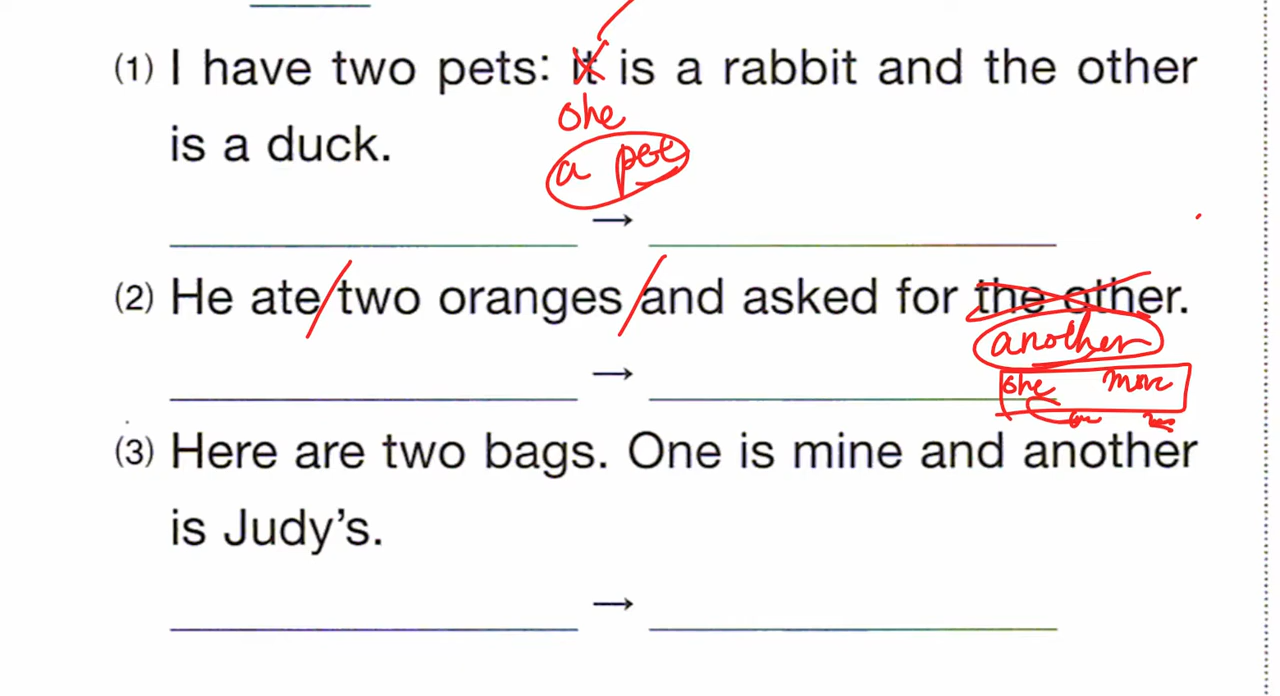 (1) I have two pets: it is a rabbit and the other
one
is a duck.
a pet
→
(2) He ate / two oranges / and asked for the other.
another
→
one more
(3) Here are two bags. One is mine and another
is Judy's.
→